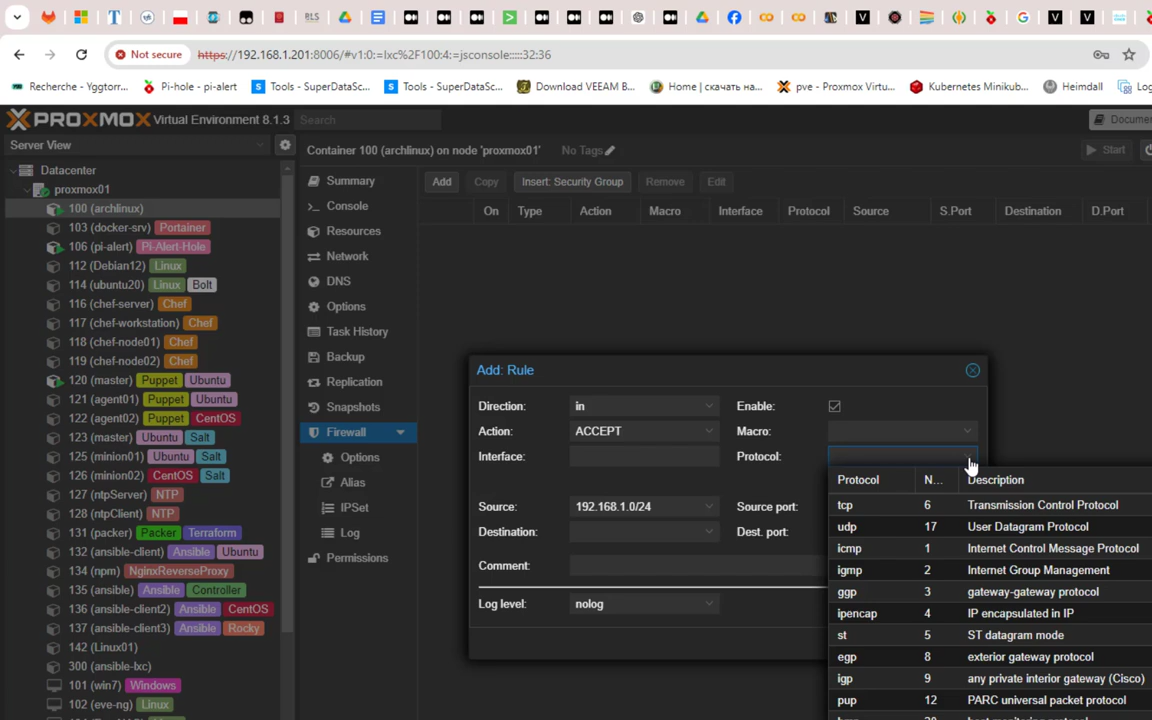 RLS
Not secure
https://192.168.1.201:8006/#v1:0:=lxc%2F100:4:=jsconsole:::::32:36
Recherche - Yggtorr...
Pi-hole - pi-alert
Tools - SuperDataSc...
Tools - SuperDataSc...
Download VEEAM B...
Home | скачать на...
pve - Proxmox Virtu...
Kubernetes Minikub...
Heimdall
PROXMOX Virtual Environment 8.1.3
Search
Server View
Container 100 (archlinux) on node 'proxmox01'
No Tags
Start
Datacenter
proxmox01
100 (archlinux)
103 (docker-srv) Portainer
106 (pi-alert) PI-Alert-Hole
112 (Debian12) Linux
114 (ubuntu20) Linux Bolt
116 (chef-server) Chef
117 (chef-workstation) Chef
118 (chef-node01) Chef
119 (chef-node02) Chef
120 (master) Puppet Ubuntu
121 (agent01) Puppet Ubuntu
122 (agent02) Puppet CentOS
123 (master) Ubuntu Salt
125 (minion01) Ubuntu Salt
126 (minion02) CentOS Salt
127 (ntpServer) NTP
128 (ntpClient) NTP
131 (packer) Packer Terraform
132 (ansible-client) Ansible Ubuntu
134 (npm) NginxReverseProxy
135 (ansible) Ansible Controller
136 (ansible-client2) Ansible CentOS
137 (ansible-client3) Ansible Rocky
142 (Linux01)
300 (ansible-lxc)
101 (win7) Windows
102 (eve-ng) Linux
Summary
Console
Resources
Network
DNS
Options
Task History
Backup
Replication
Snapshots
Firewall
Options
Alias
IPSet
Log
Permissions
Add
Copy
Insert: Security Group
Remove
Edit
On
Type
Action
Macro
Interface
Protocol
Source
S.Port
Destination
D.Port
Add: Rule
Direction: in
Enable:
Action: ACCEPT
Macro:
Interface:
Protocol:
Source: 192.168.1.0/24
Source port:
Destination:
Dest. port:
Comment:
Log level: nolog
Protocol N... Description
tcp 6 Transmission Control Protocol
udp 17 User Datagram Protocol
icmp 1 Internet Control Message Protocol
igmp 2 Internet Group Management
ggp 3 gateway-gateway protocol
ipencap 4 IP encapsulated in IP
st 5 ST datagram mode
egp 8 exterior gateway protocol
igp 9 any private interior gateway (Cisco)
pup 12 PARC universal packet protocol